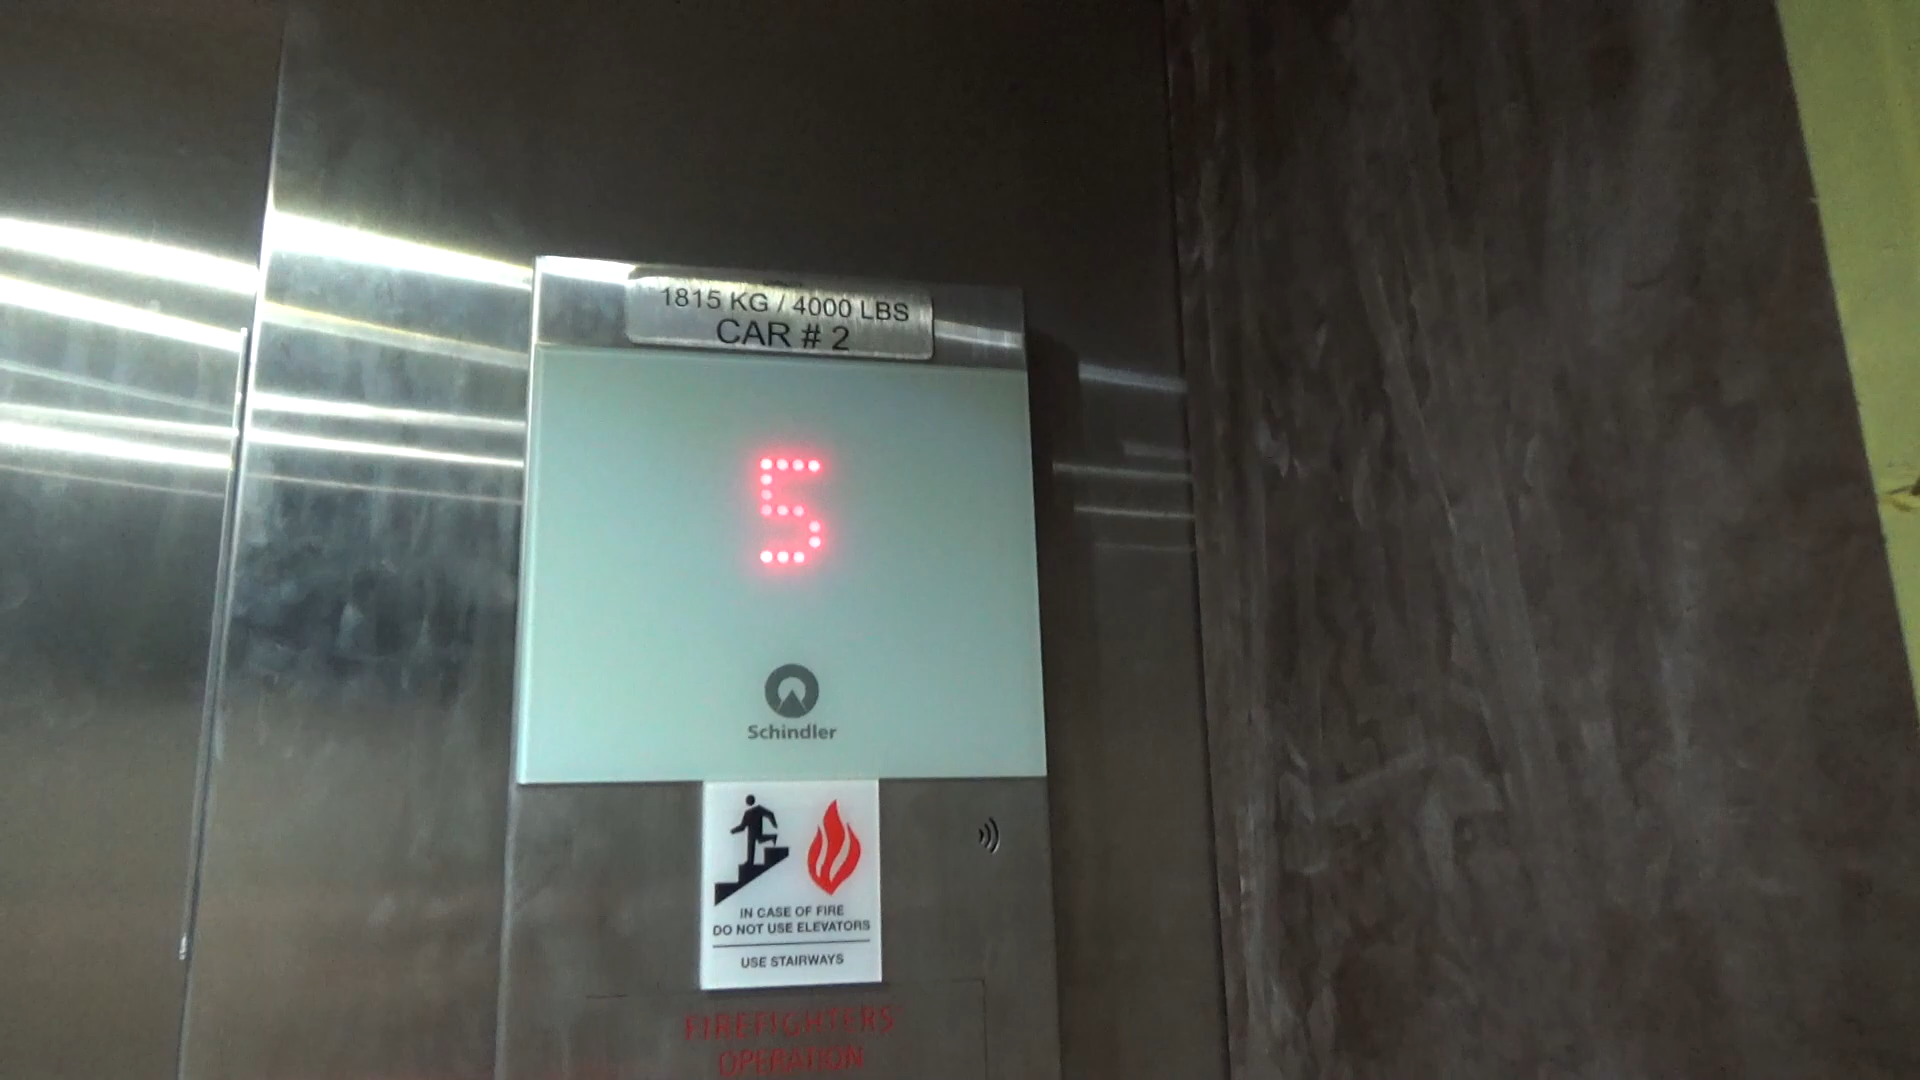 1815 KG / 4000 LBS
CAR # 2
5
Schindler
IN CASE OF FIRE
DO NOT USE ELEVATORS
USE STAIRWAYS
FIREFIGHTERS'
OPERATION